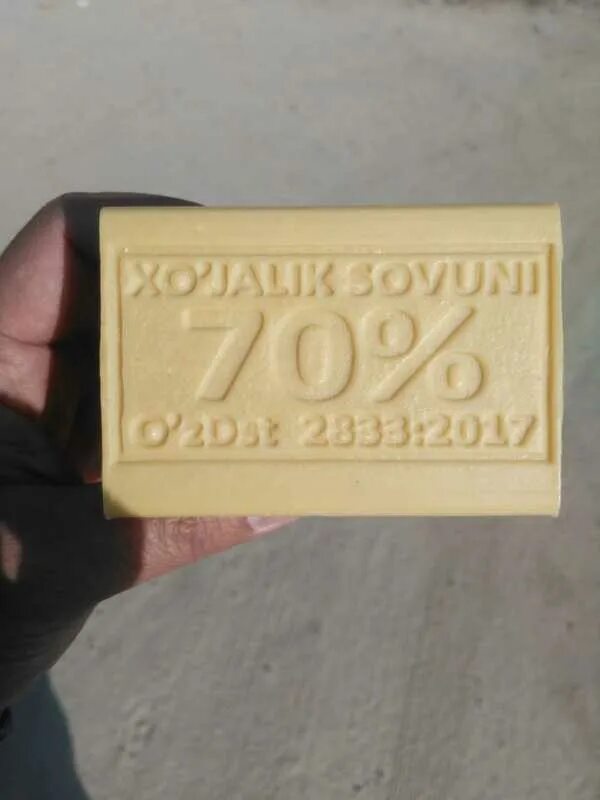 XO'JALIK SOVUNI
70%
O'zDst 2833:2017